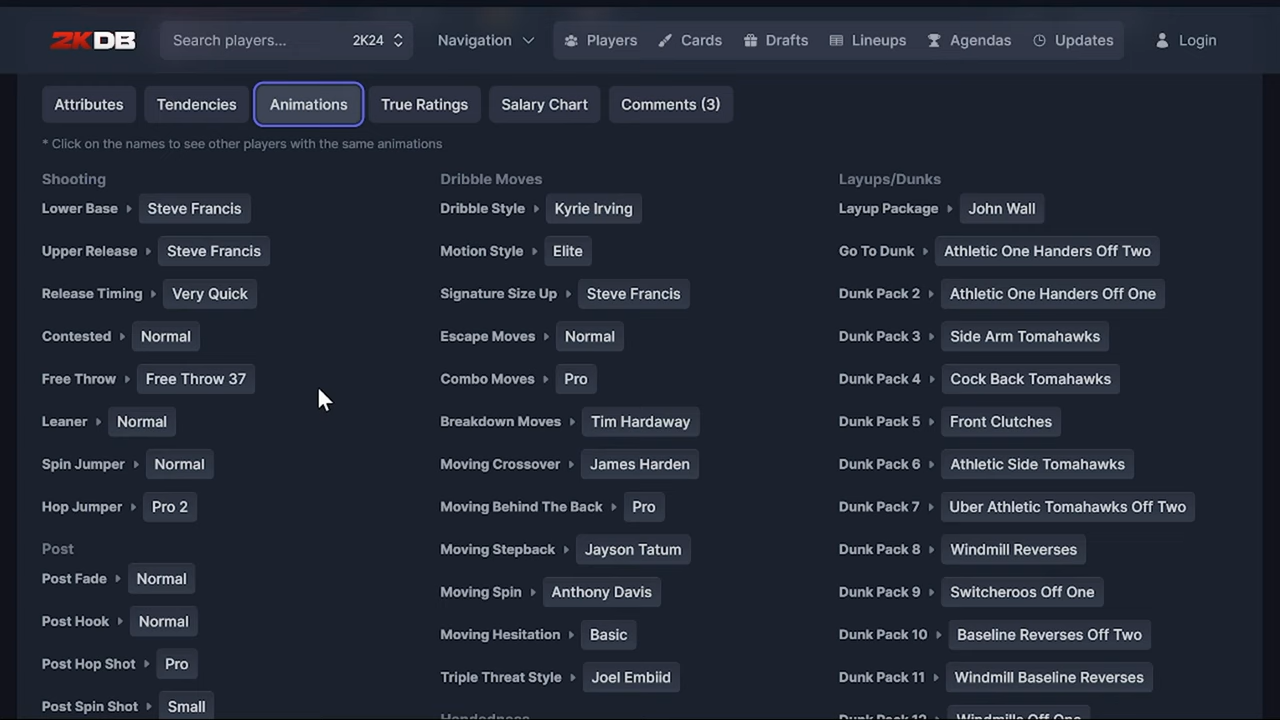 2KDB
Search players...
2K24
Navigation
Players
Cards
Drafts
Lineups
Agendas
Updates
Login
Attributes
Tendencies
Animations
True Ratings
Salary Chart
Comments (3)
* Click on the names to see other players with the same animations
Shooting
Lower Base Steve Francis
Upper Release Steve Francis
Release Timing Very Quick
Contested Normal
Free Throw Free Throw 37
Leaner Normal
Spin Jumper Normal
Hop Jumper Pro 2
Post
Post Fade Normal
Post Hook Normal
Post Hop Shot Pro
Post Spin Shot Small
Dribble Moves
Dribble Style Kyrie Irving
Motion Style Elite
Signature Size Up Steve Francis
Escape Moves Normal
Combo Moves Pro
Breakdown Moves Tim Hardaway
Moving Crossover James Harden
Moving Behind The Back Pro
Moving Stepback Jayson Tatum
Moving Spin Anthony Davis
Moving Hesitation Basic
Triple Threat Style Joel Embiid
Handedness
Layups/Dunks
Layup Package John Wall
Go To Dunk Athletic One Handers Off Two
Dunk Pack 2 Athletic One Handers Off One
Dunk Pack 3 Side Arm Tomahawks
Dunk Pack 4 Cock Back Tomahawks
Dunk Pack 5 Front Clutches
Dunk Pack 6 Athletic Side Tomahawks
Dunk Pack 7 Uber Athletic Tomahawks Off Two
Dunk Pack 8 Windmill Reverses
Dunk Pack 9 Switcheroos Off One
Dunk Pack 10 Baseline Reverses Off Two
Dunk Pack 11 Windmill Baseline Reverses
Dunk Pack 12 Windmills Off One